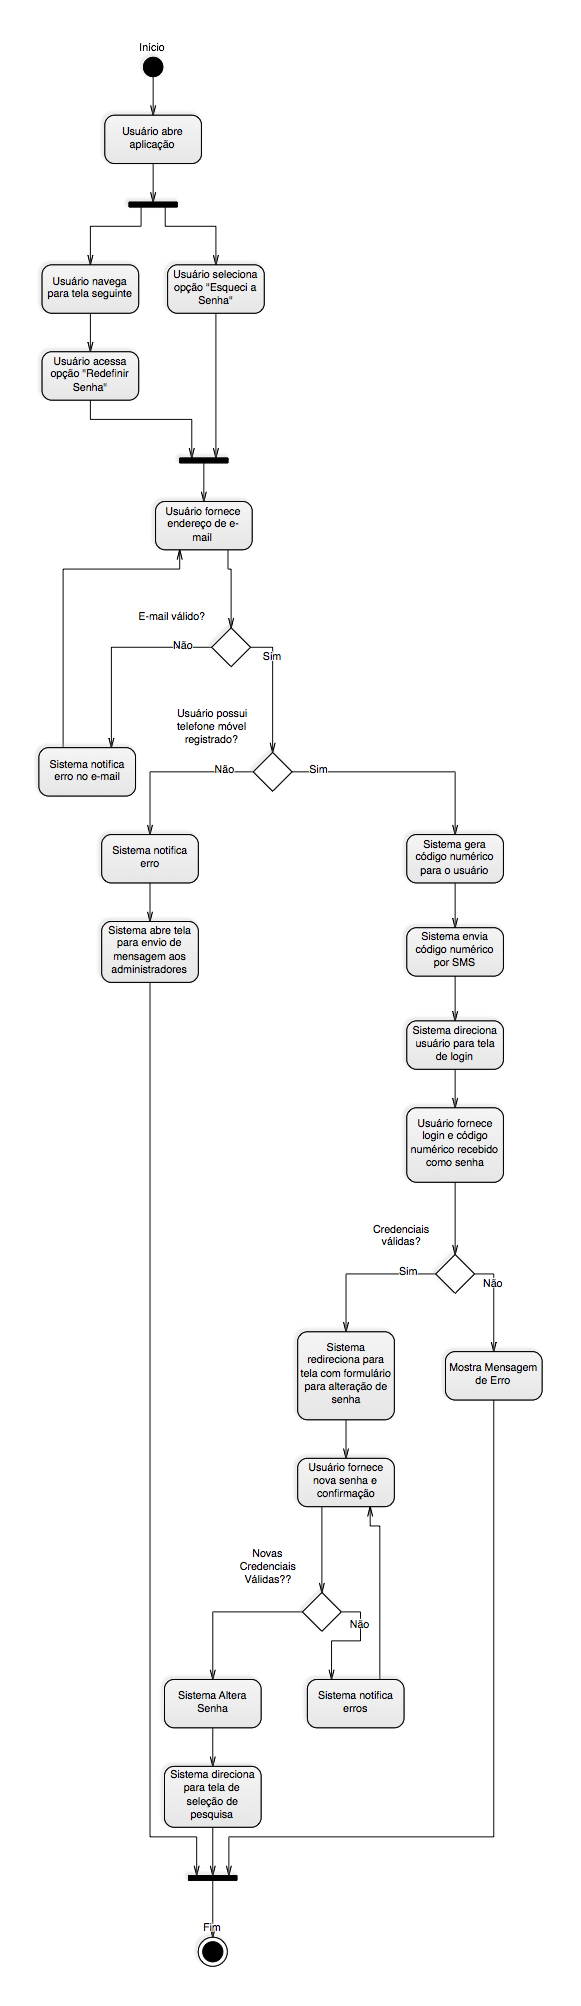 Início
Usuário abre
aplicação
Usuário navega
para tela seguinte
Usuário seleciona
opção "Esqueci a
Senha"
Usuário acessa
opção "Redefinir
Senha"
Usuário fornece
endereço de e-
mail
E-mail válido?
Não
Sim
Usuário possui
telefone móvel
registrado?
Sistema notifica
erro no e-mail
Não
Sim
Sistema notifica
erro
Sistema gera
código numérico
para o usuário
Sistema abre tela
para envio de
mensagem aos
administradores
Sistema envia
código numérico
por SMS
Sistema direciona
usuário para tela
de login
Usuário fornece
login e código
numérico recebido
como senha
Credenciais
válidas?
Sim
Não
Sistema
redireciona para
tela com formulário
para alteração de
senha
Mostra Mensagem
de Erro
Usuário fornece
nova senha e
confirmação
Novas
Credenciais
Válidas??
Não
Sistema Altera
Senha
Sistema notifica
erros
Sistema direciona
para tela de
seleção de
pesquisa
Fim